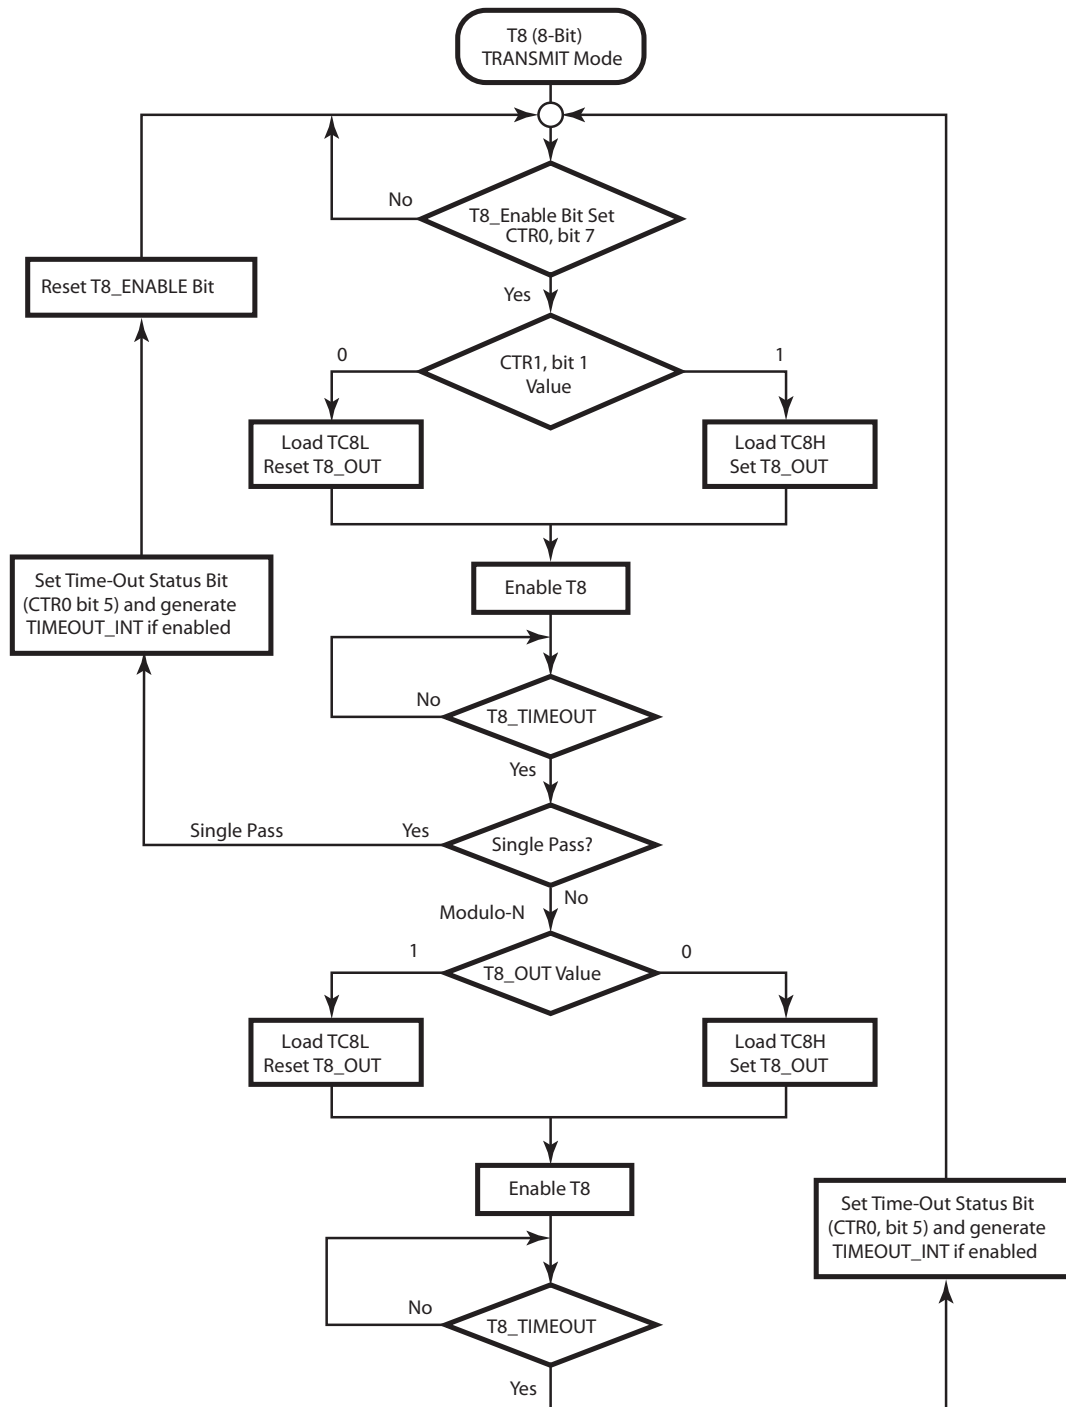 T8 (8-Bit)
TRANSMIT Mode
No
T8_Enable Bit Set
CTR0, bit 7
Reset T8_ENABLE Bit
Yes
0
CTR1, bit 1
Value
1
Load TC8L
Reset T8_OUT
Load TC8H
Set T8_OUT
Set Time-Out Status Bit
(CTR0 bit 5) and generate
TIMEOUT_INT if enabled
Enable T8
No
T8_TIMEOUT
Yes
Single Pass
Yes
Single Pass?
No
Modulo-N
1
T8_OUT Value
0
Load TC8L
Reset T8_OUT
Load TC8H
Set T8_OUT
Enable T8
Set Time-Out Status Bit
(CTR0, bit 5) and generate
TIMEOUT_INT if enabled
No
T8_TIMEOUT
Yes